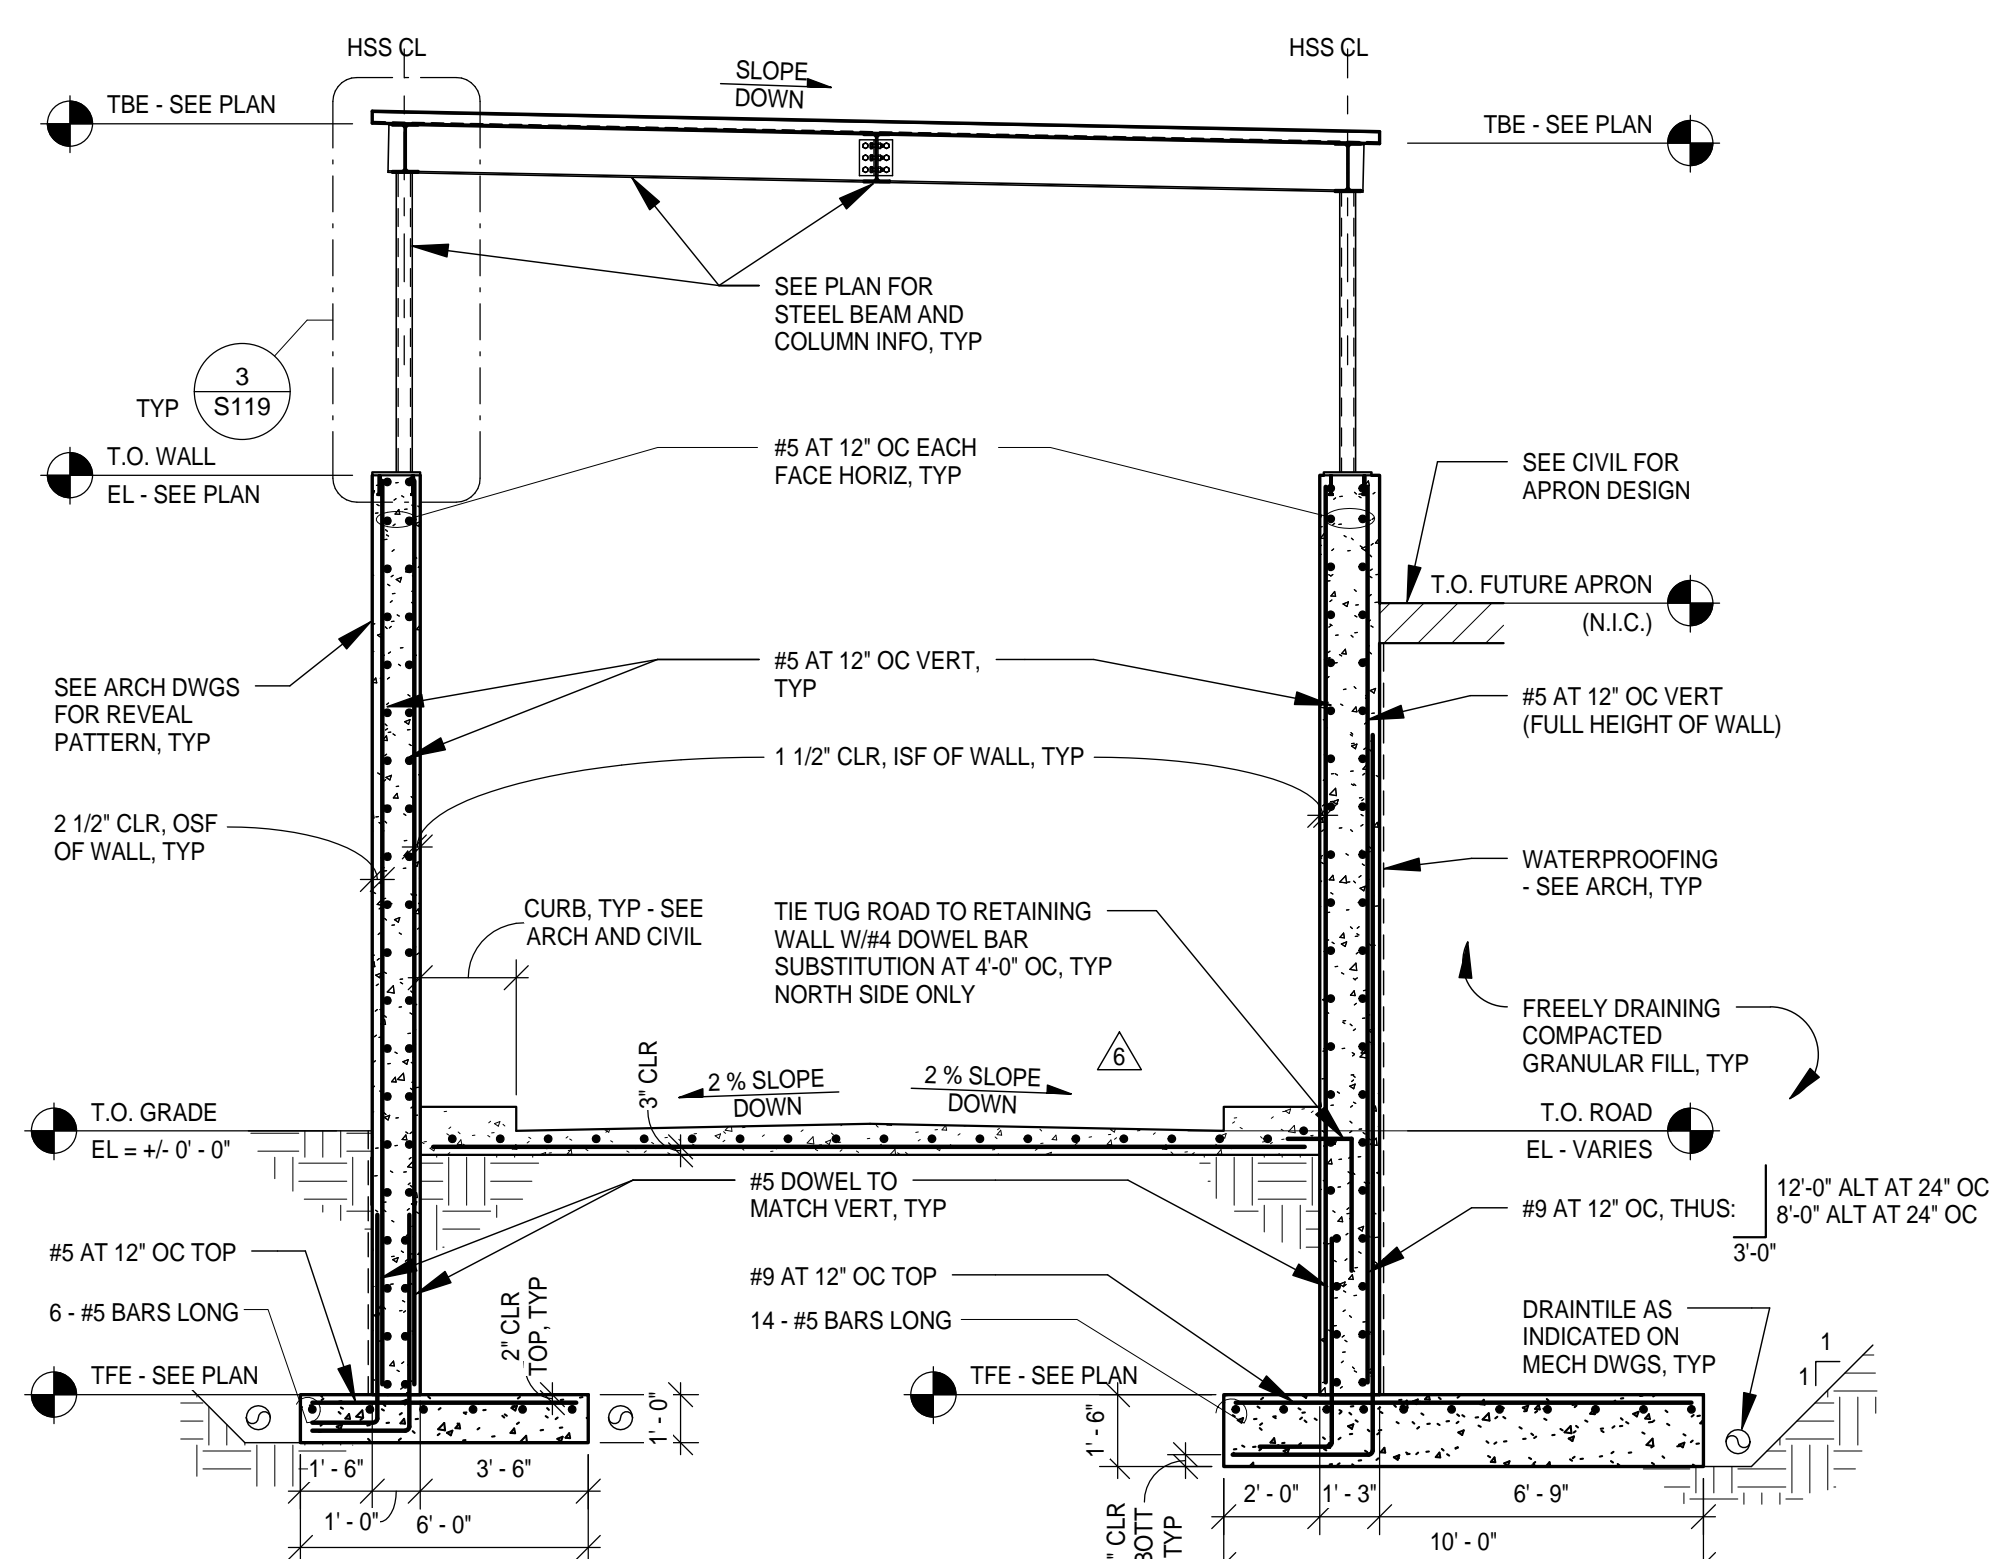 HSS CL
HSS CL
SLOPE
DOWN
TBE - SEE PLAN
TBE - SEE PLAN
SEE PLAN FOR
STEEL BEAM AND
COLUMN INFO, TYP
3
S119
TYP
T.O. WALL
EL - SEE PLAN
#5 AT 12" OC EACH
FACE HORIZ, TYP
SEE CIVIL FOR
APRON DESIGN
T.O. FUTURE APRON
(N.I.C.)
SEE ARCH DWGS
FOR REVEAL
PATTERN, TYP
#5 AT 12" OC VERT,
TYP
#5 AT 12" OC VERT
(FULL HEIGHT OF WALL)
1 1/2" CLR, ISF OF WALL, TYP
2 1/2" CLR, OSF
OF WALL, TYP
WATERPROOFING
- SEE ARCH, TYP
CURB, TYP - SEE
ARCH AND CIVIL
TIE TUG ROAD TO RETAINING
WALL W/#4 DOWEL BAR
SUBSTITUTION AT 4'-0" OC, TYP
NORTH SIDE ONLY
FREELY DRAINING
COMPACTED
GRANULAR FILL, TYP
6
3" CLR
2 % SLOPE
DOWN
2 % SLOPE
DOWN
T.O. GRADE
EL = +/- 0' - 0"
T.O. ROAD
EL - VARIES
#5 DOWEL TO
MATCH VERT, TYP
#9 AT 12" OC, THUS:
12'-0" ALT AT 24" OC
8'-0" ALT AT 24" OC
3'-0"
#5 AT 12" OC TOP
6 - #5 BARS LONG
2" CLR
TOP, TYP
#9 AT 12" OC TOP
14 - #5 BARS LONG
DRAINTILE AS
INDICATED ON
MECH DWGS, TYP
1
1
TFE - SEE PLAN
TFE - SEE PLAN
1' - 0"
1' - 6"
1' - 6"
3' - 6"
1' - 0"
6' - 0"
" CLR
BOTT
TYP
2' - 0"
1' - 3"
6' - 9"
10' - 0"